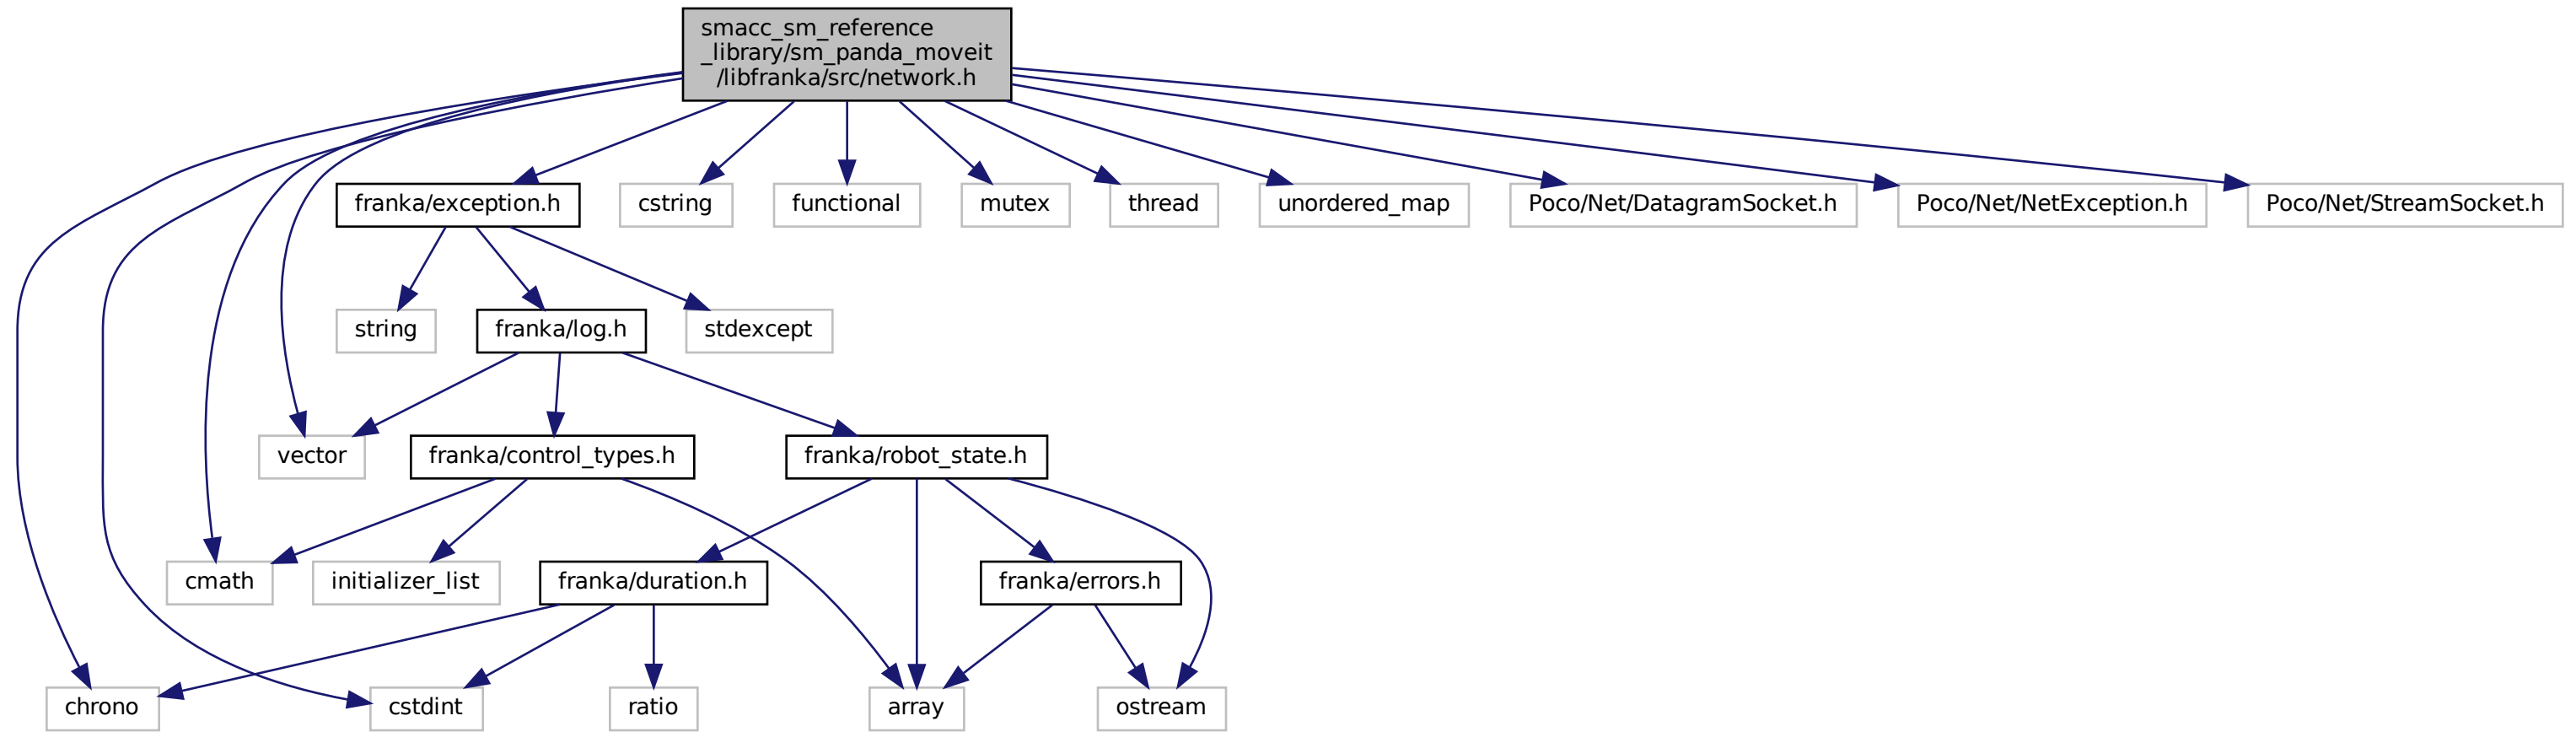 smacc_sm_reference
_library/sm_panda_moveit
/libfranka/src/network.h
franka/exception.h
cstring
functional
mutex
thread
unordered_map
Poco/Net/DatagramSocket.h
Poco/Net/NetException.h
Poco/Net/StreamSocket.h
string
franka/log.h
stdexcept
vector
franka/control_types.h
franka/robot_state.h
cmath
initializer_list
franka/duration.h
franka/errors.h
chrono
cstdint
ratio
array
ostream